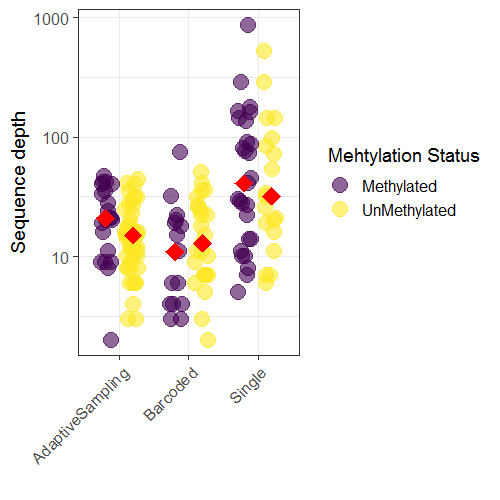 1000
100
10
Sequence depth
AdaptiveSampling
Barcoded
Single
Mehtylation Status
Methylated
UnMethylated